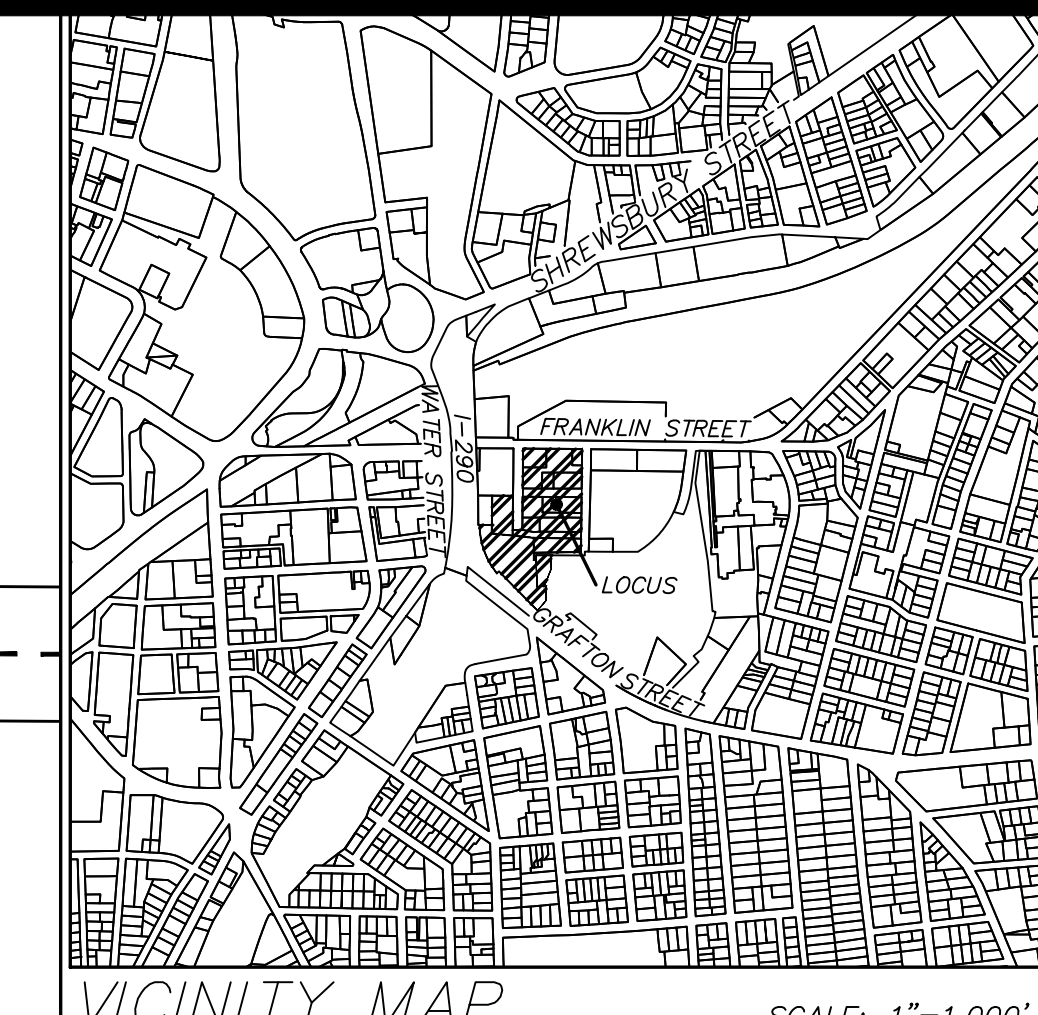 SHREWSBURY STREET
FRANKLIN STREET
WATER STREET
I-290
LOCUS
GRAFTON STREET
VICINITY MAP
SCALE: 1"=1,000'